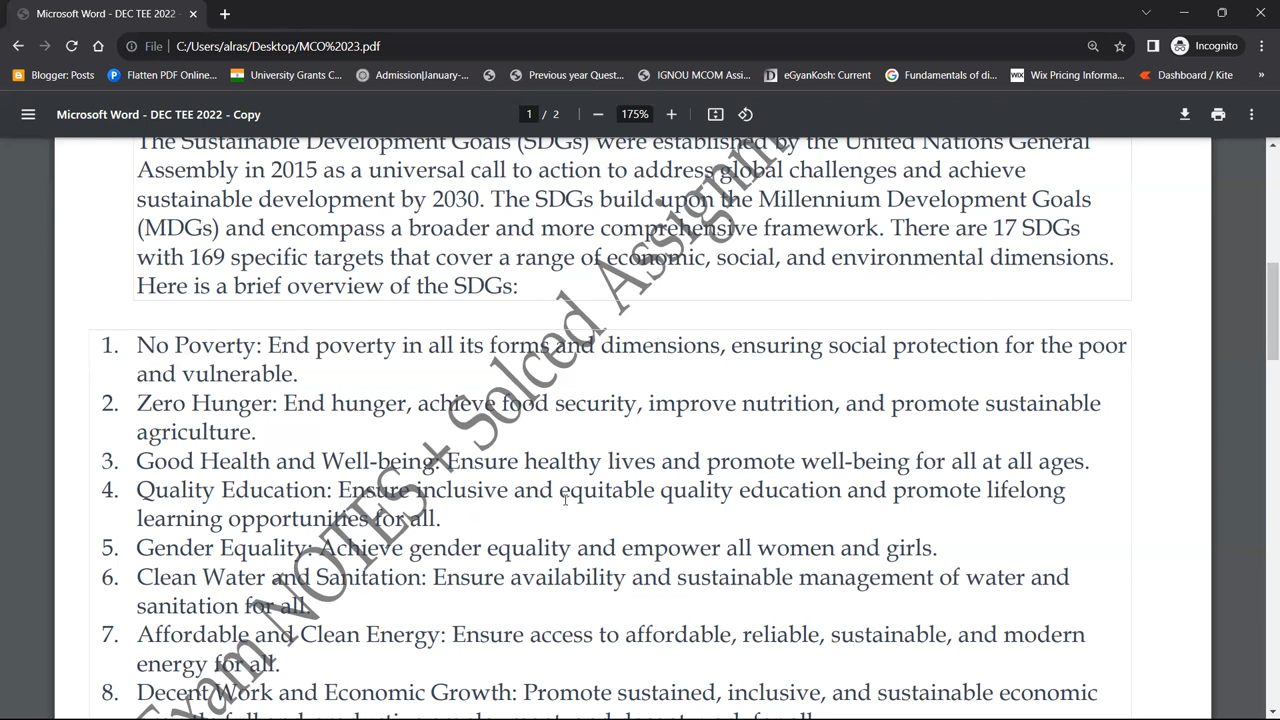 Microsoft Word - DEC TEE 2022 -
Incognito
File C:/Users/alras/Desktop/MCO%2023.pdf
Blogger: Posts Flatten PDF Online... University Grants C... Admission|January-... Previous year Quest... IGNOU MCOM Assi... eGyanKosh: Current Fundamentals of di... Wix Pricing Informa... Dashboard / Kite »
Microsoft Word - DEC TEE 2022 - Copy 1 / 2 175%
The Sustainable Development Goals (SDGs) were established by the United Nations General
Assembly in 2015 as a universal call to action to address global challenges and achieve
sustainable development by 2030. The SDGs build upon the Millennium Development Goals
(MDGs) and encompass a broader and more comprehensive framework. There are 17 SDGs
with 169 specific targets that cover a range of economic, social, and environmental dimensions.
Here is a brief overview of the SDGs:
1. No Poverty: End poverty in all its forms and dimensions, ensuring social protection for the poor
and vulnerable.
2. Zero Hunger: End hunger, achieve food security, improve nutrition, and promote sustainable
agriculture.
3. Good Health and Well-being: Ensure healthy lives and promote well-being for all at all ages.
4. Quality Education: Ensure inclusive and equitable quality education and promote lifelong
learning opportunities for all.
5. Gender Equality: Achieve gender equality and empower all women and girls.
6. Clean Water and Sanitation: Ensure availability and sustainable management of water and
sanitation for all.
7. Affordable and Clean Energy: Ensure access to affordable, reliable, sustainable, and modern
energy for all.
8. Decent Work and Economic Growth: Promote sustained, inclusive, and sustainable economic
Exam NOTES + Solced Assignm